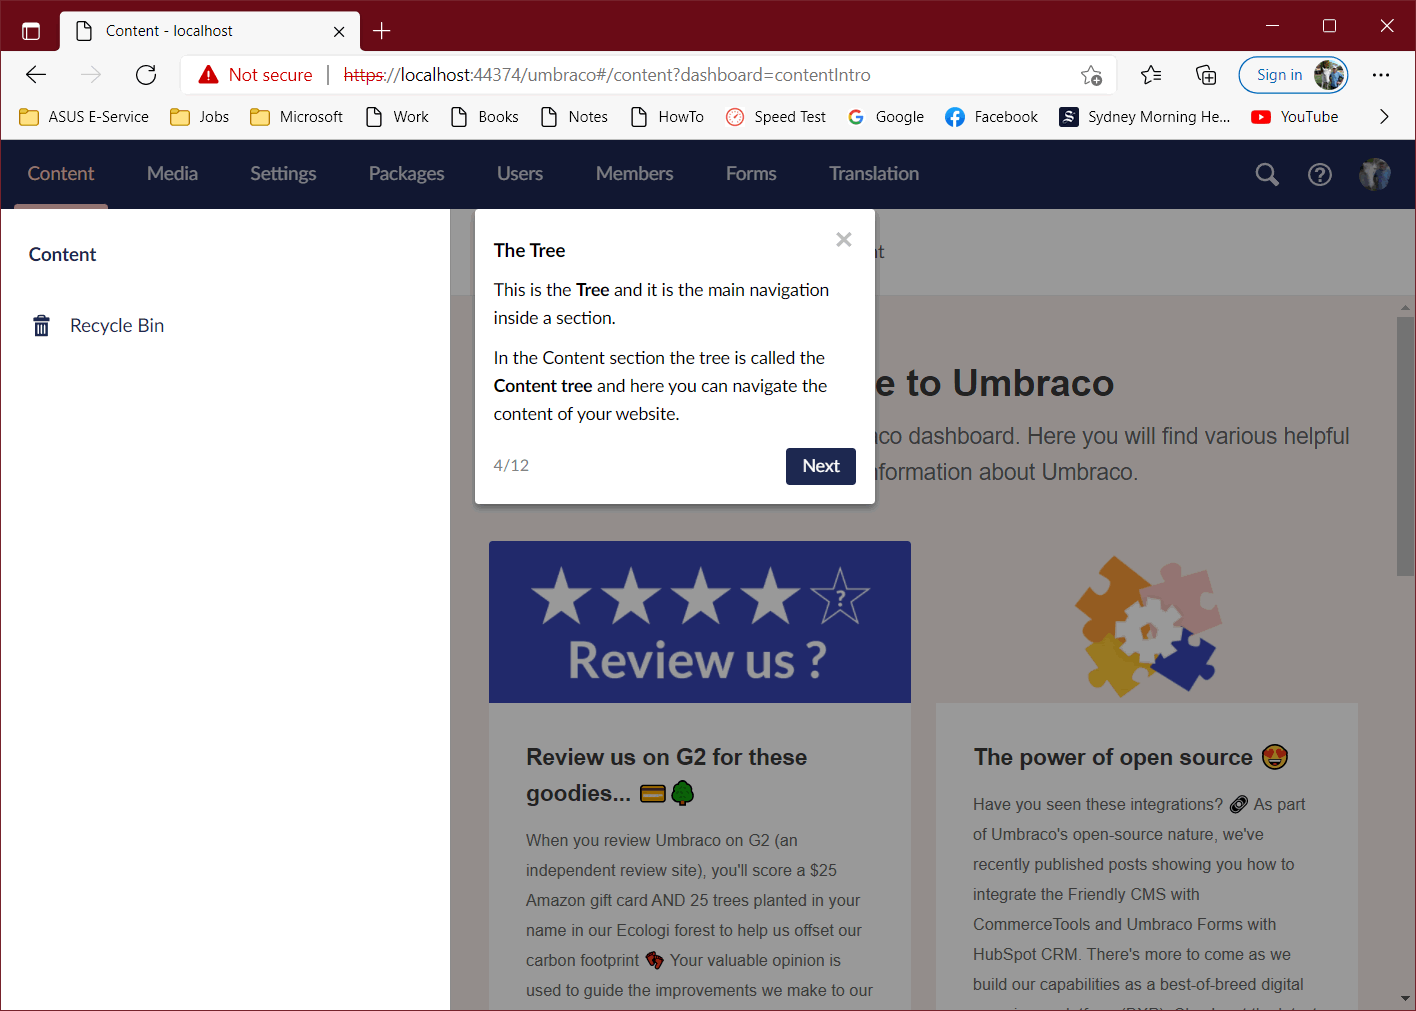 Content - localhost
Not secure | https://localhost:44374/umbraco#/content?dashboard=contentIntro
Sign in
ASUS E-Service Jobs Microsoft Work Books Notes HowTo Speed Test Google Facebook Sydney Morning He... YouTube
Content Media Settings Packages Users Members Forms Translation
Content
Recycle Bin
The Tree
This is the Tree and it is the main navigation
inside a section.
In the Content section the tree is called the
Content tree and here you can navigate the
content of your website.
4/12
Next
to Umbraco
dashboard. Here you will find various helpful
about Umbraco.
?
Review us ?
Review us on G2 for these
goodies...
When you review Umbraco on G2 (an
independent review site), you'll score a $25
Amazon gift card AND 25 trees planted in your
name in our Ecologi forest to help us offset our
carbon footprint Your valuable opinion is
used to guide the improvements we make to our
The power of open source
Have you seen these integrations? As part
of Umbraco's open-source nature, we've
recently published posts showing you how to
integrate the Friendly CMS with
CommerceTools and Umbraco Forms with
HubSpot CRM. There's more to come as we
build our capabilities as a best-of-breed digital